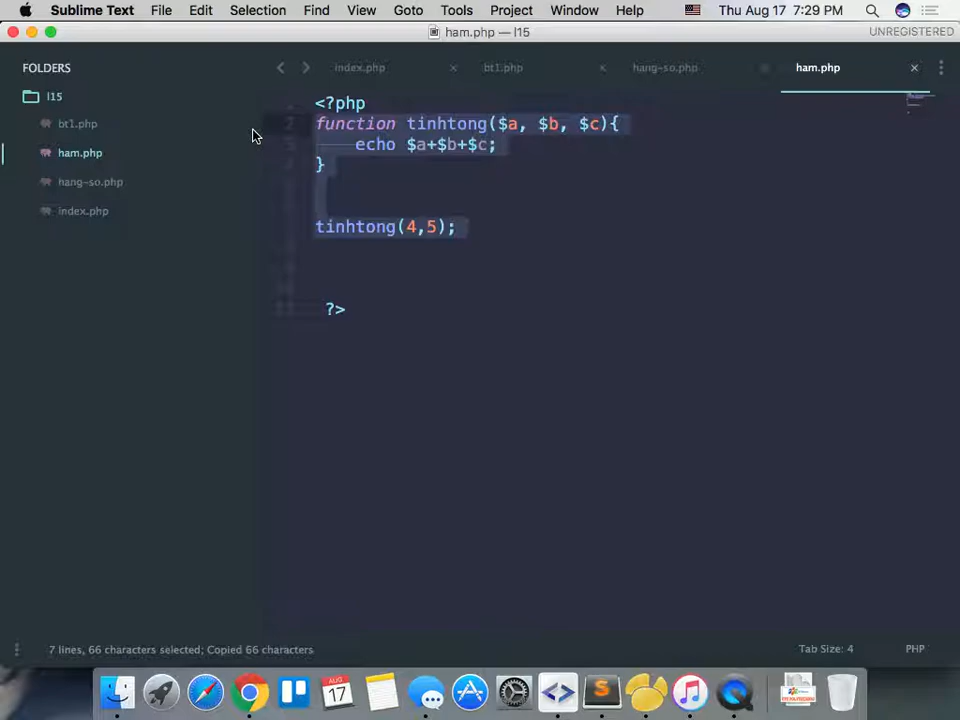 Sublime Text File Edit Selection Find View Goto Tools Project Window Help Thu Aug 17 7:29 PM
ham.php — l15 UNREGISTERED
FOLDERS
l15
bt1.php
ham.php
hang-so.php
index.php
index.php bt1.php hang-so.php ham.php
<?php
2 function tinhtong($a, $b, $c){
echo $a+$b+$c;
}
tinhtong(4,5);
?>
7 lines, 66 characters selected; Copied 66 characters Tab Size: 4 PHP
AUG
17